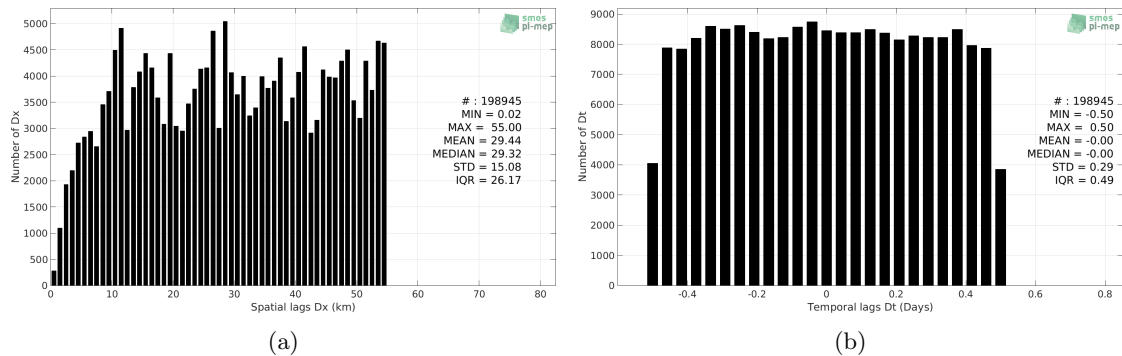 smos
pi-mep
5000
4500
4000
3500
3000
2500
2000
1500
1000
500
0
Number of Dx
# : 198945
MIN = 0.02
MAX = 55.00
MEAN = 29.44
MEDIAN = 29.32
STD = 15.08
IQR = 26.17
0 10 20 30 40 50 60 70 80
Spatial lags Dx (km)
(a)
smos
pi-mep
9000
8000
7000
6000
5000
4000
3000
2000
1000
0
Number of Dt
# : 198945
MIN = -0.50
MAX = 0.50
MEAN = -0.00
MEDIAN = -0.00
STD = 0.29
IQR = 0.49
-0.4 -0.2 0 0.2 0.4 0.6 0.8
Temporal lags Dt (Days)
(b)